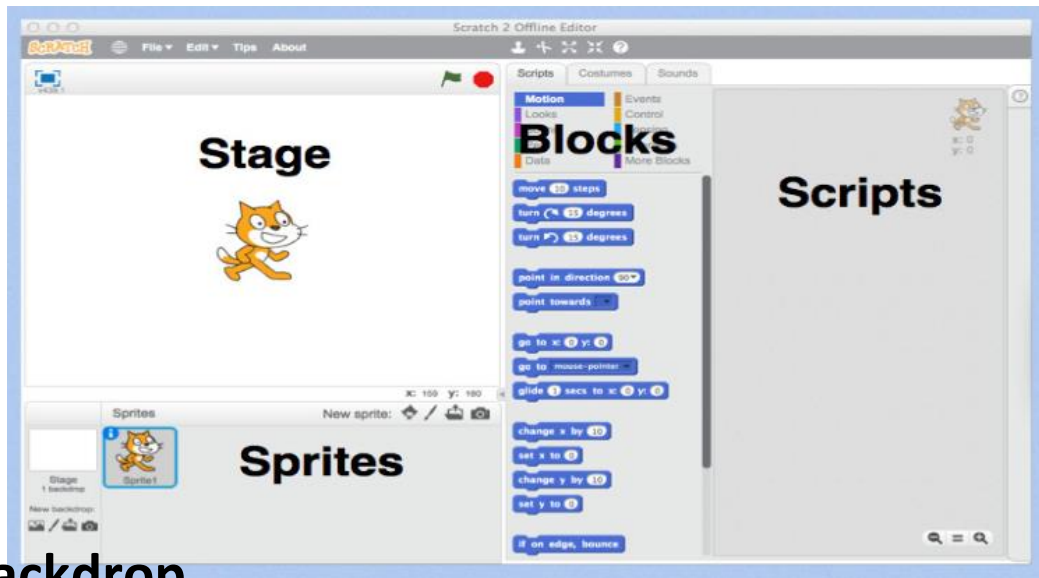 Scratch 2 Offline Editor
SCRATCH File Edit Tips About
v439.1
Scripts Costumes Sounds
Motion Events
Looks Control
Blocks
Data More Blocks
Stage
x: 0
y: 0
Scripts
move 10 steps
turn 15 degrees
turn 15 degrees
point in direction 90
point towards
go to x: 0 y: 0
go to mouse-pointer
glide 1 secs to x: 0 y: 0
change x by 10
set x to 0
change y by 10
set y to 0
if on edge, bounce
X: 159 y: 180
Sprites New sprite:
Sprites
Sprite1
Stage
1 backdrop
New backdrop:
ackdrop